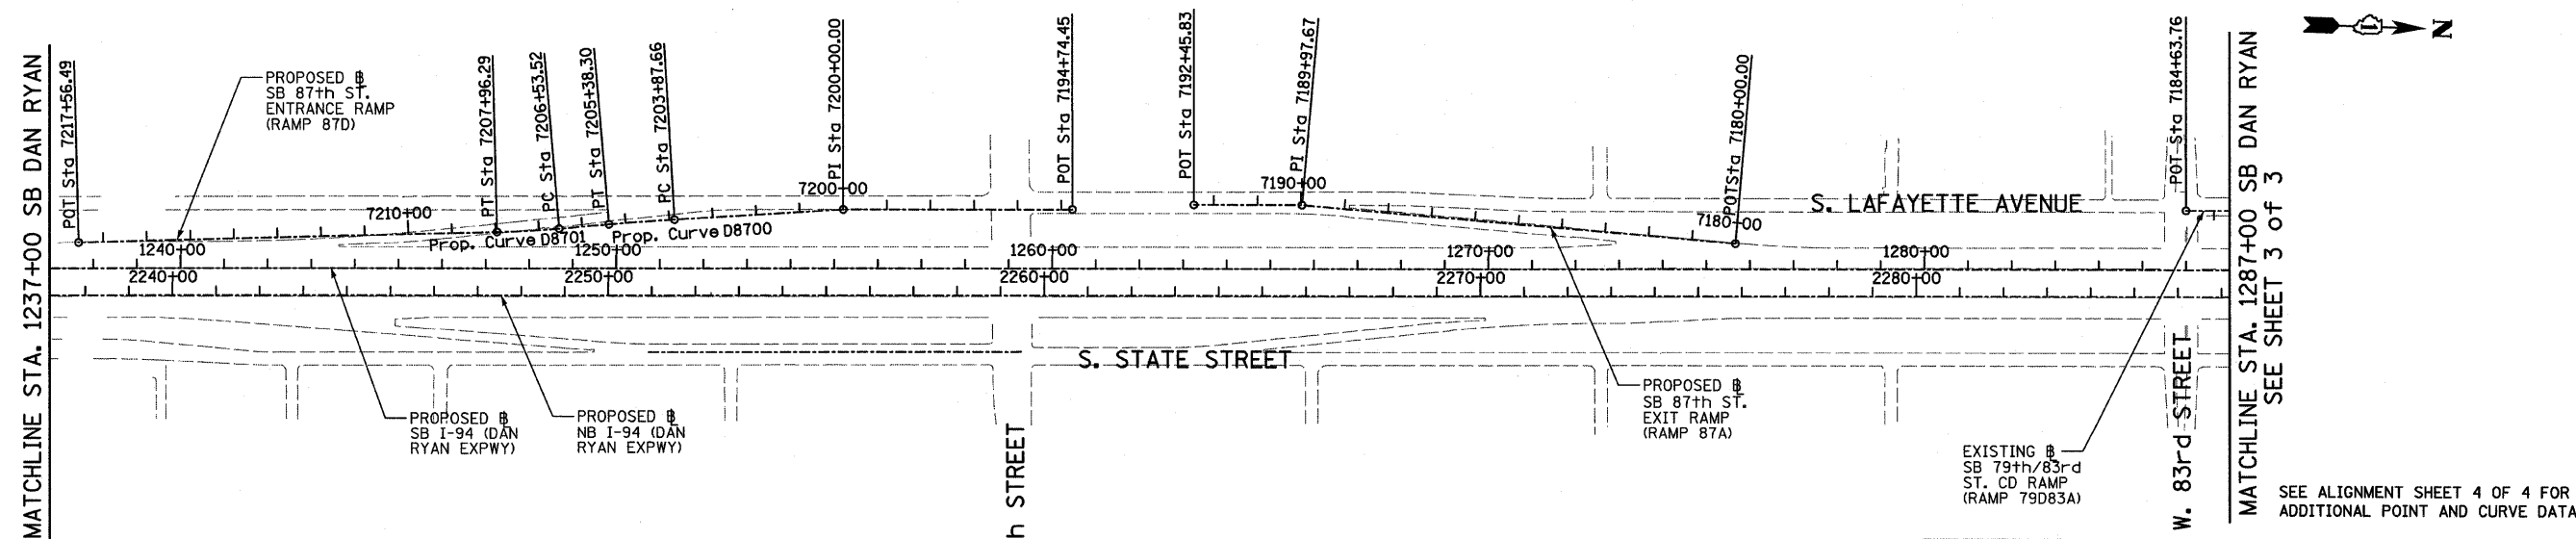 MATCHLINE STA. 1237+00 SB DAN RYAN
POT Sta 7217+56.49
PROPOSED ⅊
SB 87th ST.
ENTRANCE RAMP
(RAMP 87D)
PT Sta 7207+96.29
PC Sta 7206+53.52
PT Sta 7205+38.30
PC Sta 7203+87.66
PI Sta 7200+00.00
POT Sta 7194+74.45
POT Sta 7192+45.83
PI Sta 7189+97.67
POTSta 7180+00.00
POT Sta 7184+63.76
N
7210+00
7200+00
7190+00
7180+00
S. LAFAYETTE AVENUE
Prop. Curve D8701
Prop. Curve D8700
1240+00
1250+00
1260+00
1270+00
1280+00
2240+00
2250+00
2260+00
2270+00
2280+00
S. STATE STREET
PROPOSED ⅊
SB I-94 (DAN
RYAN EXPWY)
PROPOSED ⅊
NB I-94 (DAN
RYAN EXPWY)
h STREET
PROPOSED ⅊
SB 87th ST.
EXIT RAMP
(RAMP 87A)
EXISTING ⅊
SB 79th/83rd
ST. CD RAMP
(RAMP 79D83A)
W. 83rd STREET
MATCHLINE STA. 1287+00 SB DAN RYAN
SEE SHEET 3 of 3
SEE ALIGNMENT SHEET 4 OF 4 FOR
ADDITIONAL POINT AND CURVE DATA